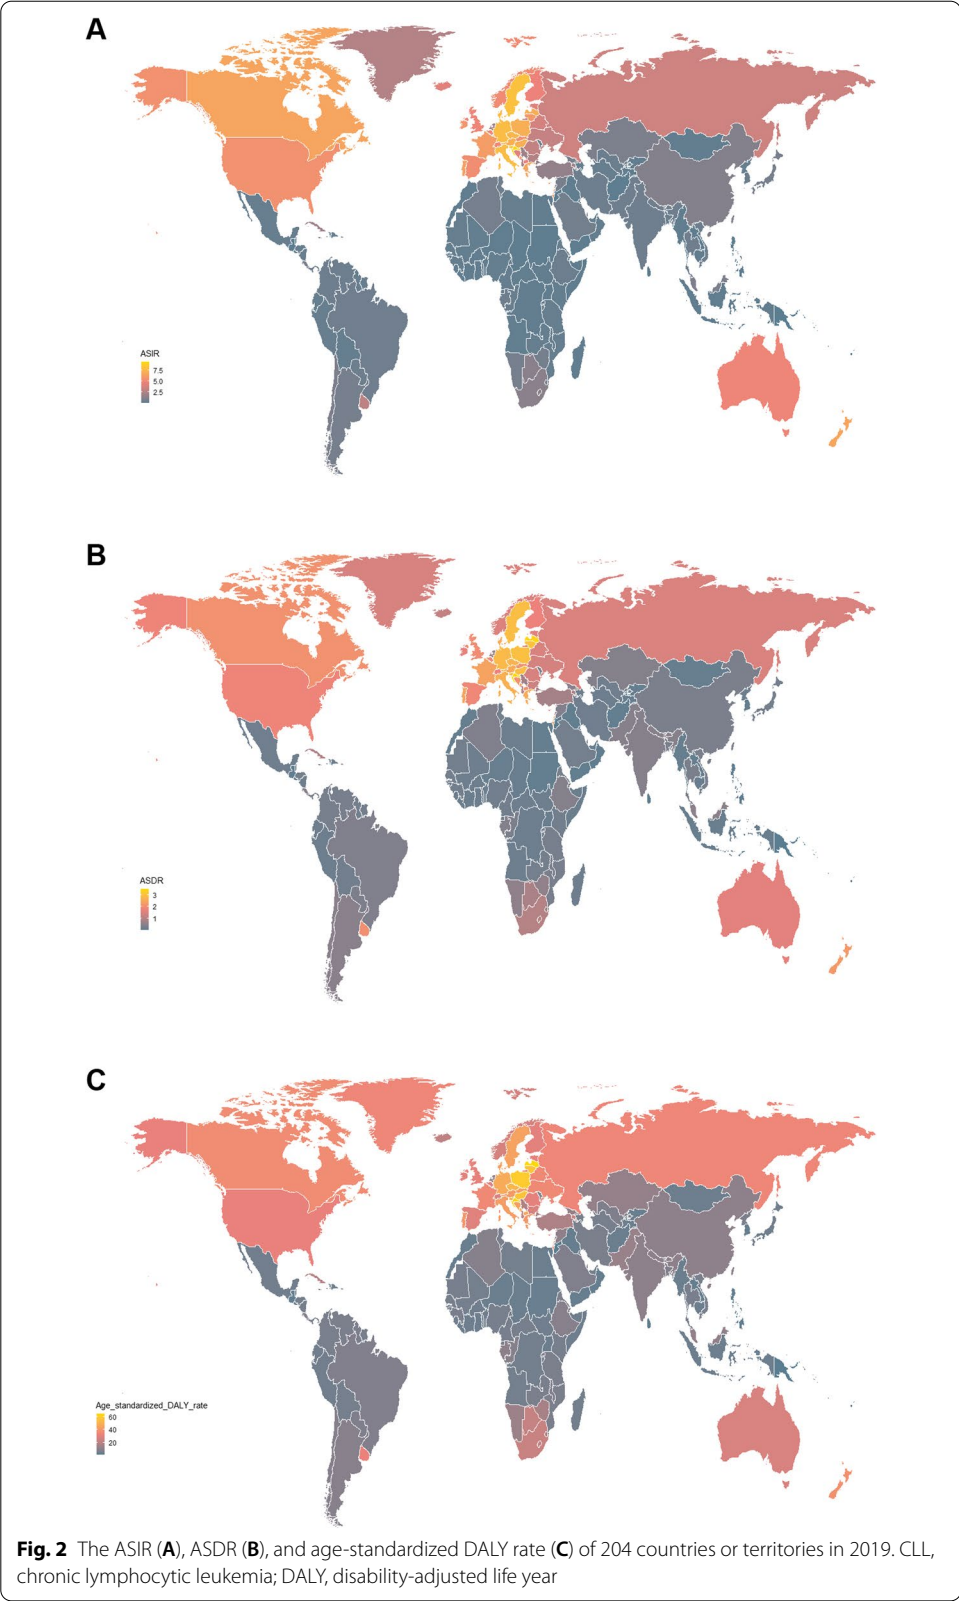 A
ASIR
7.5
5.0
2.5
B
ASDR
3
2
1
C
Age_standardized_DALY_rate
60
40
20
Fig. 2 The ASIR (A), ASDR (B), and age-standardized DALY rate (C) of 204 countries or territories in 2019. CLL,
chronic lymphocytic leukemia; DALY, disability-adjusted life year